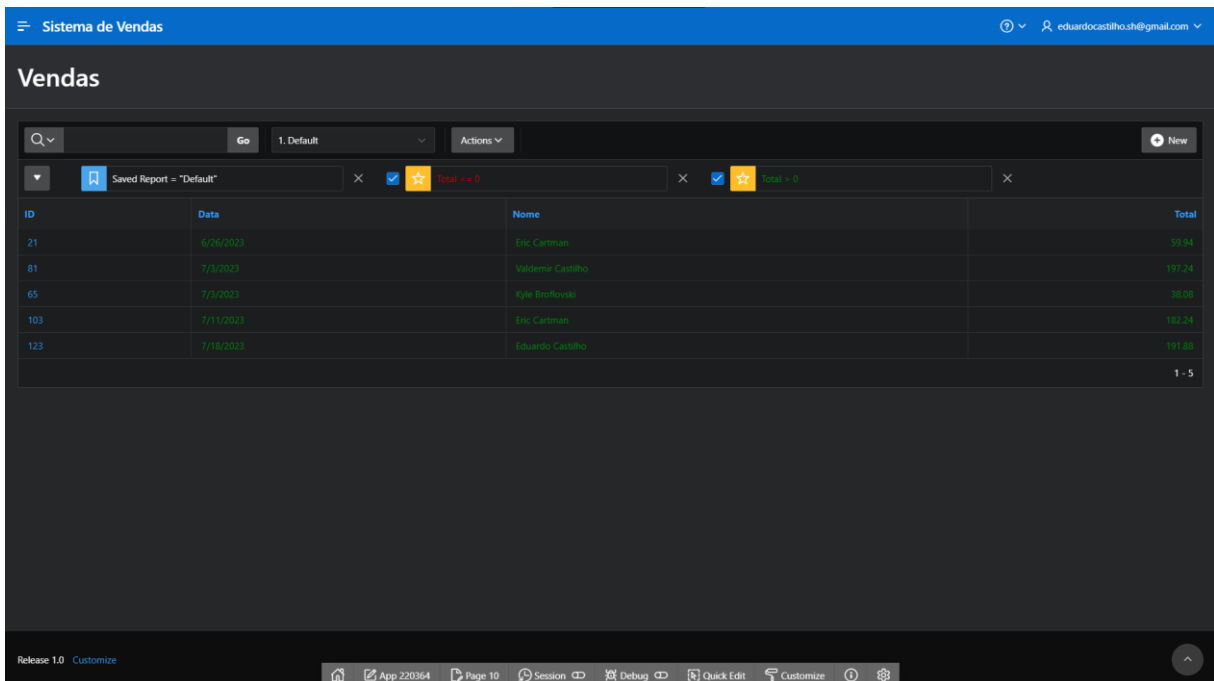 Sistema de Vendas eduardocastilho.sh@gmail.com
Vendas
Go 1. Default Actions New
Saved Report = "Default" Total <= 0 Total > 0
ID Data Nome Total
21 6/26/2023 Eric Cartman 59.94
81 7/3/2023 Valdemir Castilho 197.24
65 7/3/2023 Kyle Broflovski 38.08
103 7/11/2023 Eric Cartman 182.24
123 7/18/2023 Eduardo Castilho 191.88
1 - 5
Release 1.0 Customize
App 220364 Page 10 Session Debug Quick Edit Customize